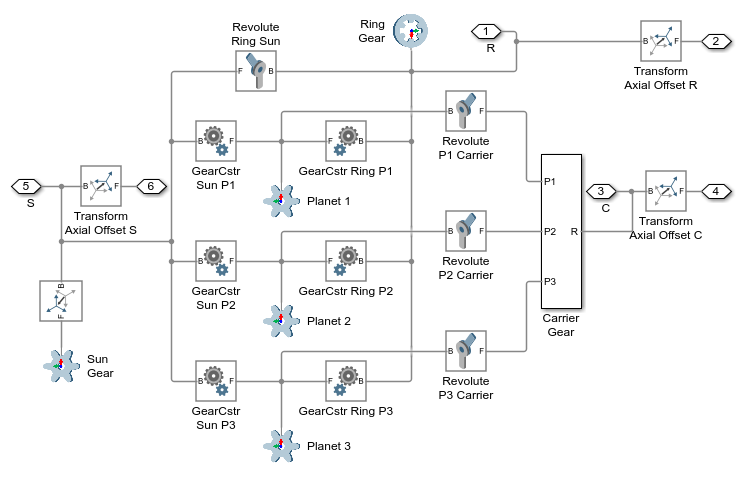 Revolute
Ring Sun
F
B
Ring
Gear
1
R
B
F
Transform
Axial Offset R
2
B
F
Revolute
P1 Carrier
B
F
GearCstr
Sun P1
F
B
GearCstr Ring P1
Planet 1
5
S
B
F
Transform
Axial Offset S
6
P1
P2
P3
R
Carrier
Gear
3
C
B
F
Transform
Axial Offset C
4
B
F
Revolute
P2 Carrier
B
F
GearCstr
Sun P2
F
B
GearCstr Ring P2
Planet 2
B
F
Sun
Gear
B
F
Revolute
P3 Carrier
B
F
GearCstr
Sun P3
F
B
GearCstr Ring P3
Planet 3